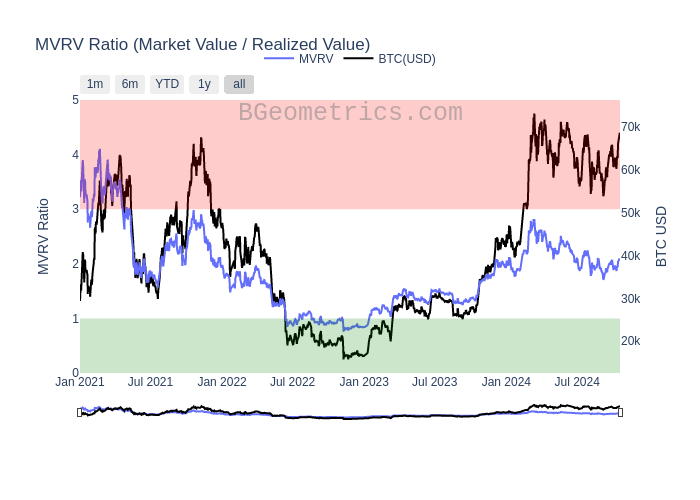 MVRV Ratio (Market Value / Realized Value)
MVRV BTC(USD)
1m 6m YTD 1y all
BGeometrics.com
5
4
3
2
1
0
MVRV Ratio
70k
60k
50k
40k
30k
20k
BTC USD
Jan 2021 Jul 2021 Jan 2022 Jul 2022 Jan 2023 Jul 2023 Jan 2024 Jul 2024